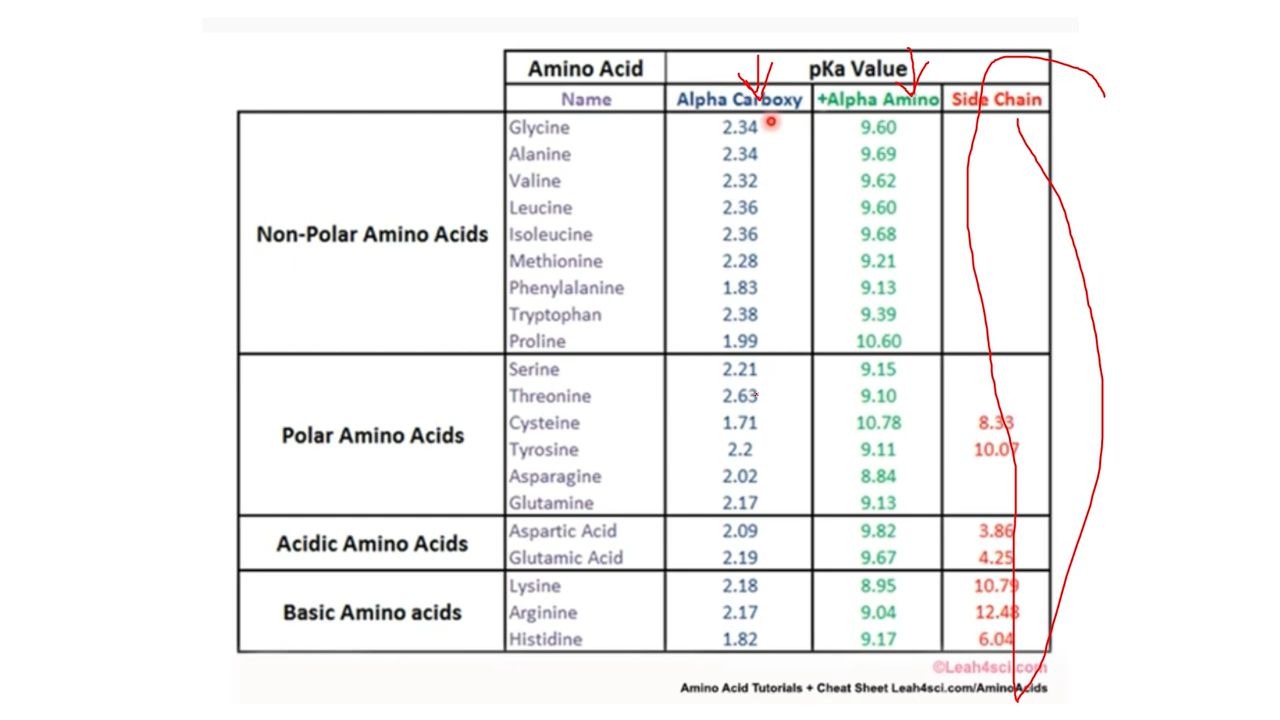 Amino Acid pKa Value
Name Alpha Carboxy +Alpha Amino Side Chain
Non-Polar Amino Acids
Glycine 2.34 9.60
Alanine 2.34 9.69
Valine 2.32 9.62
Leucine 2.36 9.60
Isoleucine 2.36 9.68
Methionine 2.28 9.21
Phenylalanine 1.83 9.13
Tryptophan 2.38 9.39
Proline 1.99 10.60
Polar Amino Acids
Serine 2.21 9.15
Threonine 2.63 9.10
Cysteine 1.71 10.78 8.33
Tyrosine 2.2 9.11 10.07
Asparagine 2.02 8.84
Glutamine 2.17 9.13
Acidic Amino Acids
Aspartic Acid 2.09 9.82 3.86
Glutamic Acid 2.19 9.67 4.25
Basic Amino acids
Lysine 2.18 8.95 10.79
Arginine 2.17 9.04 12.48
Histidine 1.82 9.17 6.04
©Leah4sci.com
Amino Acid Tutorials + Cheat Sheet Leah4sci.com/AminoAcids